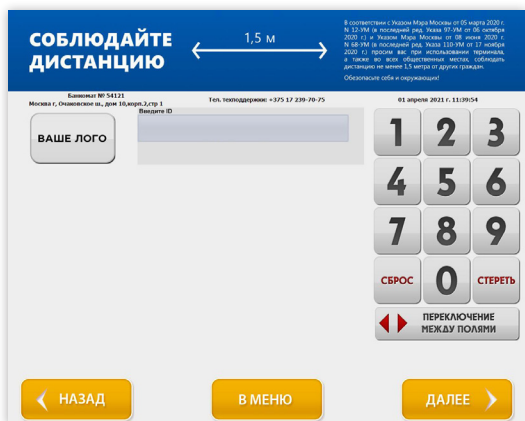 СОБЛЮДАЙТЕ
ДИСТАНЦИЮ
1,5 м
В соответствии с Указом Мэра Москвы от 05 марта 2020 г.
N 12-УМ (в последней ред. Указа 97-УМ от 06 октября
2020 г.) и Указом Мэра Москвы от 08 июня 2020 г.
N 68-УМ (в последней ред. Указа 110-УМ от 17 ноября
2020 г.) просим вас при использовании терминала,
а также во всех общественных местах, соблюдать
дистанцию не менее 1,5 метра от других граждан.
Обезопасьте себя и окружающих!
Банкомат № 54121
Москва г, Очаковское ш., дом 10,корп.2,стр 1
Тел. техподдержки: +375 17 239-70-75
01 апреля 2021 г. 11:39:54
ВАШЕ ЛОГО
Введите ID
1 2 3
4 5 6
7 8 9
СБРОС 0 СТЕРЕТЬ
ПЕРЕКЛЮЧЕНИЕ
МЕЖДУ ПОЛЯМИ
НАЗАД
В МЕНЮ
ДАЛЕЕ